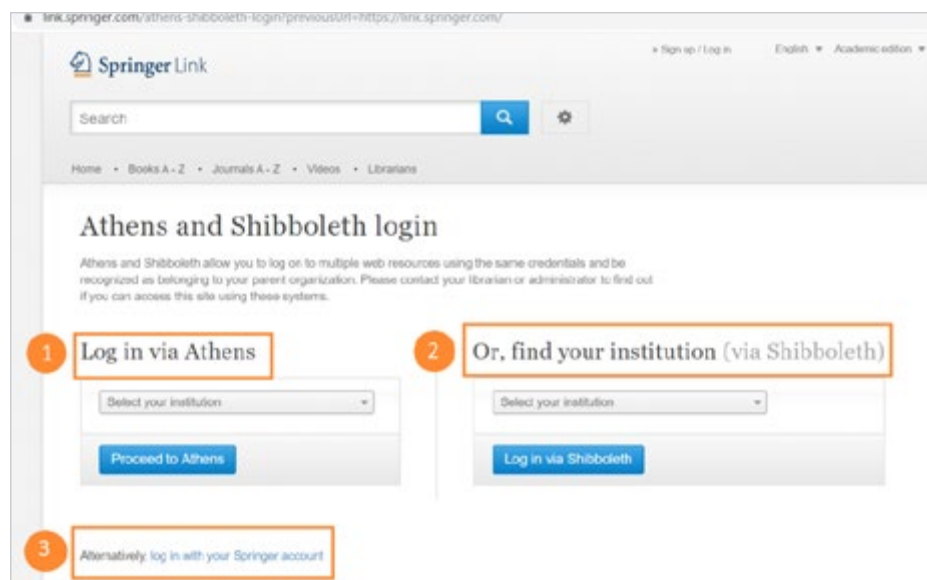 link.springer.com/athens-shibboleth-login?previousUrl=https://link.springer.com/
Springer Link
» Sign up / Log in English Academic edition
Search
Home • Books A - Z • Journals A - Z • Videos • Librarians
Athens and Shibboleth login
Athens and Shibboleth allow you to log on to multiple web resources using the same credentials and be
recognized as belonging to your parent organization. Please contact your librarian or administrator to find out
if you can access this site using these systems.
1 Log in via Athens
Select your institution
Proceed to Athens
2 Or, find your institution (via Shibboleth)
Select your institution
Log in via Shibboleth
3 Alternatively, log in with your Springer account